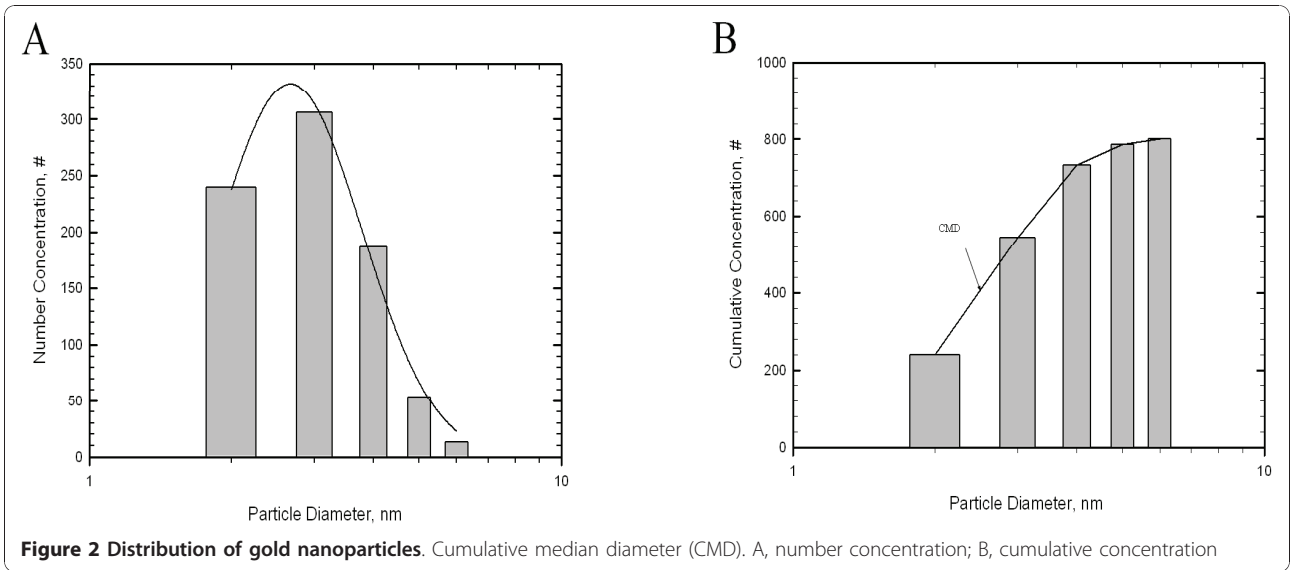 A
350
300
250
200
150
100
50
0
Number Concentration, #
1
10
Particle Diameter, nm
B
1000
800
600
400
200
0
Cumulative Concentration, #
CMD
1
10
Particle Diameter, nm
Figure 2 Distribution of gold nanoparticles. Cumulative median diameter (CMD). A, number concentration; B, cumulative concentration